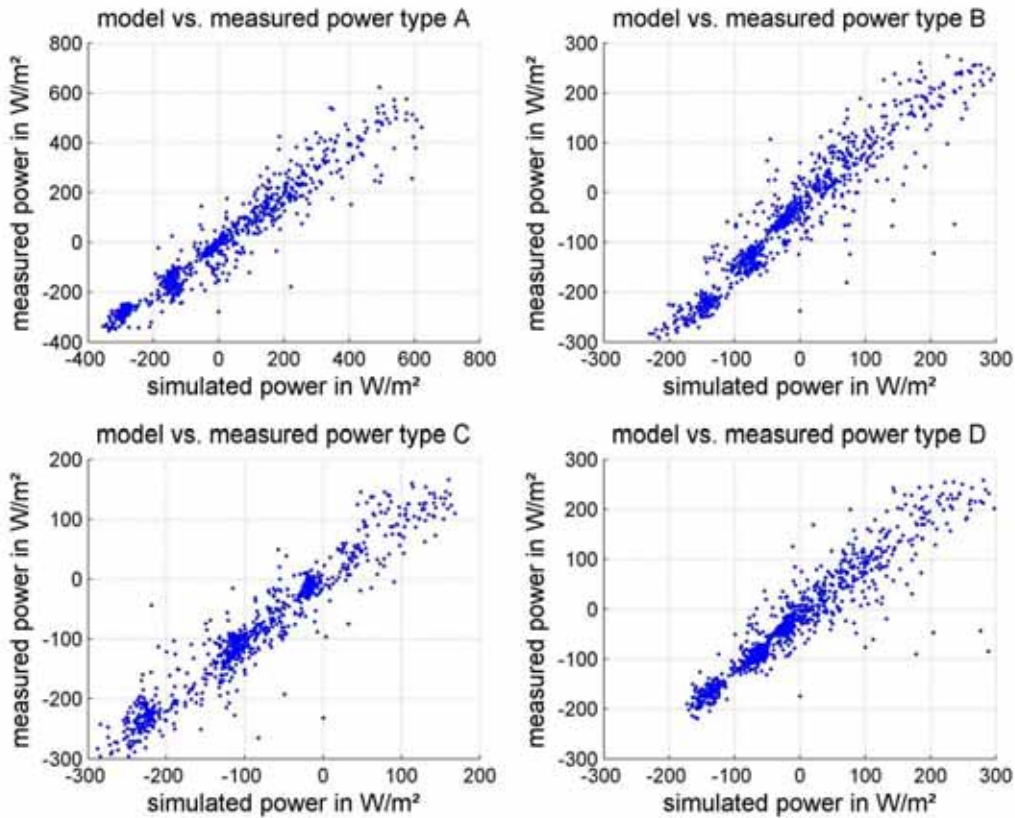 model vs. measured power type A
measured power in W/m²
800
600
400
200
0
-200
-400
-400 -200 0 200 400 600 800
simulated power in W/m²
model vs. measured power type B
measured power in W/m²
300
200
100
0
-100
-200
-300
-300 -200 -100 0 100 200 300
simulated power in W/m²
model vs. measured power type C
measured power in W/m²
200
100
0
-100
-200
-300
-300 -200 -100 0 100 200
simulated power in W/m²
model vs. measured power type D
measured power in W/m²
300
200
100
0
-100
-200
-300
-300 -200 -100 0 100 200 300
simulated power in W/m²